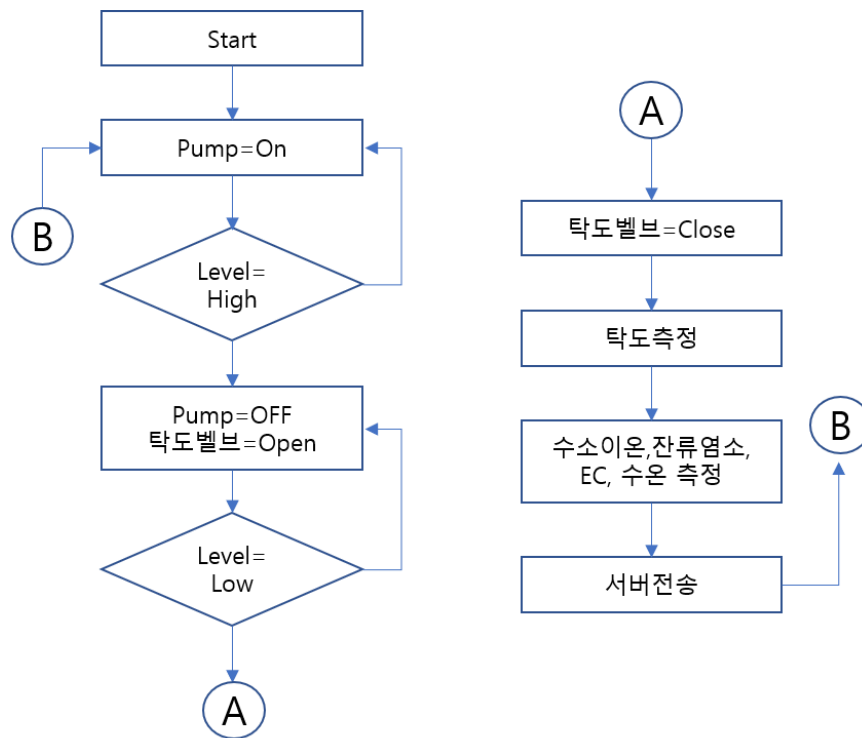 Start
Pump=On
B
Level=
High
Pump=OFF
탁도벨브=Open
Level=
Low
A
A
탁도벨브=Close
탁도측정
수소이온,잔류염소,
EC, 수온 측정
서버전송
B